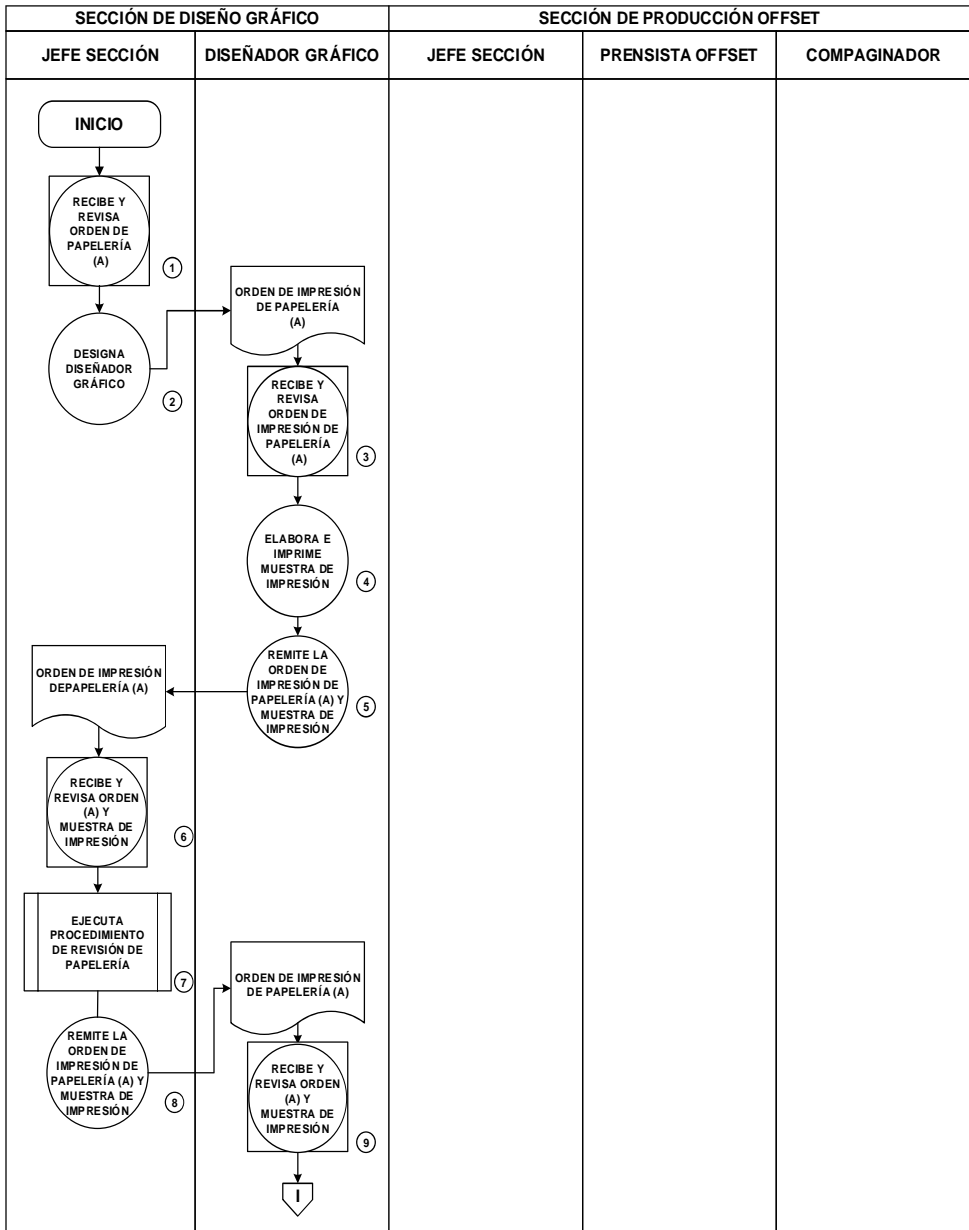 SECCIÓN DE DISEÑO GRÁFICO
SECCIÓN DE PRODUCCIÓN OFFSET
JEFE SECCIÓN
DISEÑADOR GRÁFICO
JEFE SECCIÓN
PRENSISTA OFFSET
COMPAGINADOR
INICIO
RECIBE Y
REVISA
ORDEN DE
PAPELERÍA
(A)
1
DESIGNA
DISEÑADOR
GRÁFICO
2
ORDEN DE IMPRESIÓN
DE PAPELERÍA
(A)
RECIBE Y
REVISA
ORDEN DE
IMPRESIÓN DE
PAPELERÍA
(A)
3
ELABORA E
IMPRIME
MUESTRA DE
IMPRESIÓN
4
REMITE LA
ORDEN DE
IMPRESIÓN DE
PAPELERÍA (A) Y
MUESTRA DE
IMPRESIÓN
5
ORDEN DE IMPRESIÓN
DEPAPELERÍA (A)
RECIBE Y
REVISA ORDEN
(A) Y
MUESTRA DE
IMPRESIÓN
6
EJECUTA
PROCEDIMIENTO
DE REVISIÓN DE
PAPELERÍA
7
REMITE LA
ORDEN DE
IMPRESIÓN DE
PAPELERÍA (A) Y
MUESTRA DE
IMPRESIÓN
8
ORDEN DE IMPRESIÓN
DE PAPELERÍA (A)
RECIBE Y
REVISA ORDEN
(A) Y
MUESTRA DE
IMPRESIÓN
9
I